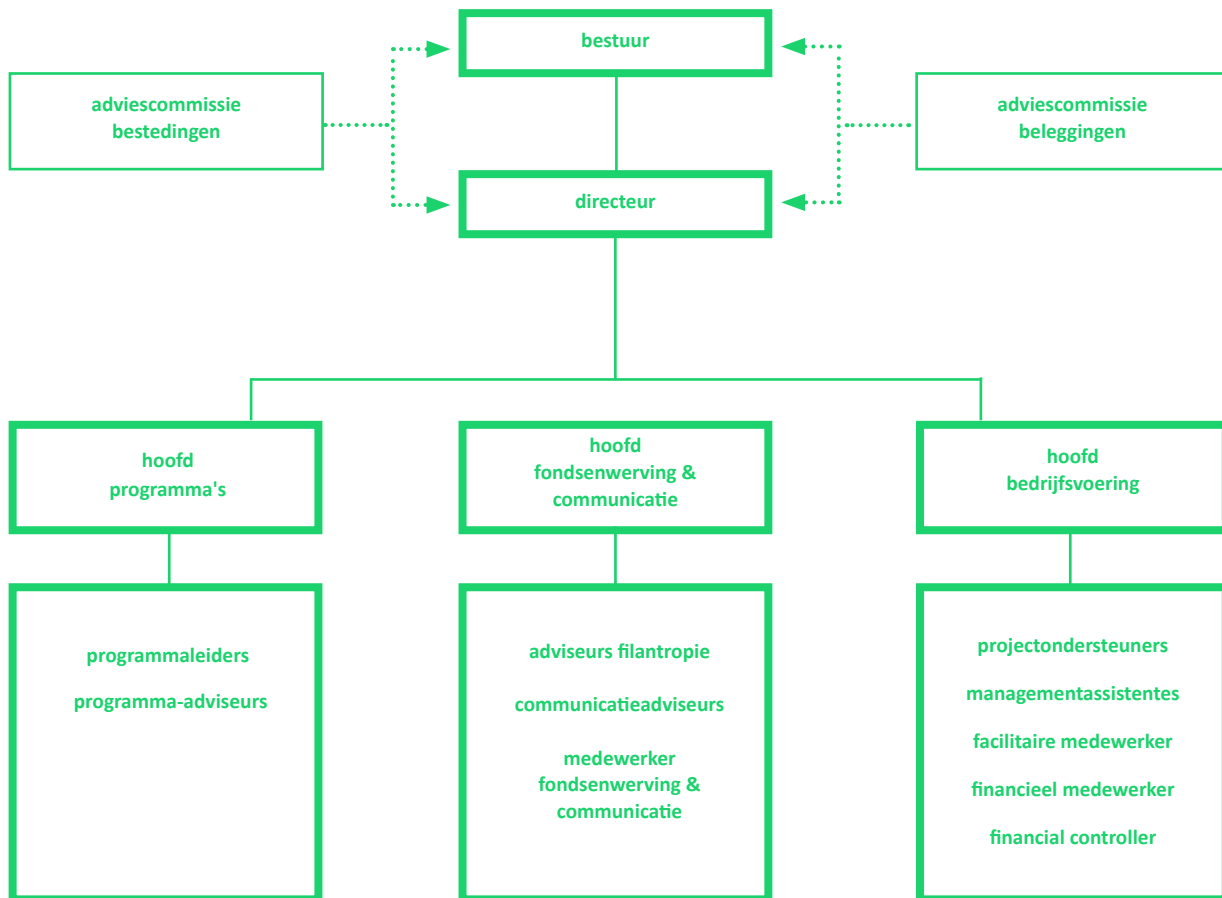 bestuur
adviescommissie
bestedingen
adviescommissie
beleggingen
directeur
hoofd
programma's
hoofd
fondsenwerving &
communicatie
hoofd
bedrijfsvoering
programmaleiders
programma-adviseurs
adviseurs filantropie
communicatieadviseurs
medewerker
fondsenwerving &
communicatie
projectondersteuners
managementassistentes
facilitaire medewerker
financieel medewerker
financial controller